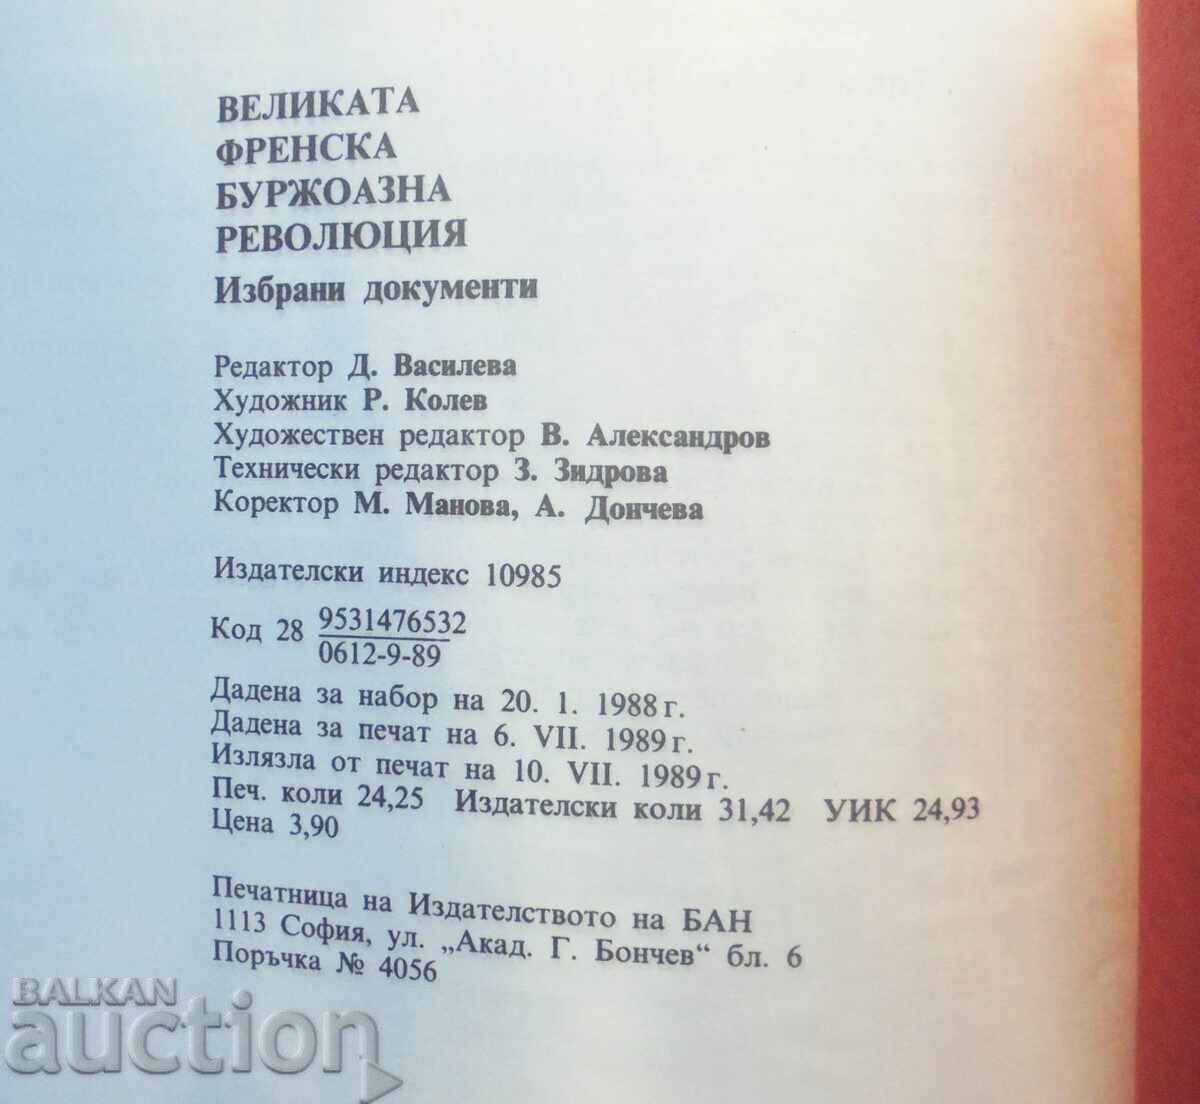 ВЕЛИКАТА
ФРЕНСКА
БУРЖОАЗНА
РЕВОЛЮЦИЯ
Избрани документи
Редактор Д. Василева
Художник Р. Колев
Художествен редактор В. Александров
Технически редактор З. Зидрова
Коректор М. Манова, А. Дончева
Издателски индекс 10985
Код 28 9531476532
0612-9-89
Дадена за набор на 20. 1. 1988 г.
Дадена за печат на 6. VII. 1989 г.
Излязла от печат на 10. VII. 1989 г.
Печ. коли 24,25 Издателски коли 31,42 УИК 24,93
Цена 3,90
Печатница на Издателството на БАН
1113 София, ул. „Акад. Г. Бончев“ бл. 6
Поръчка № 4056
BALKAN
auction